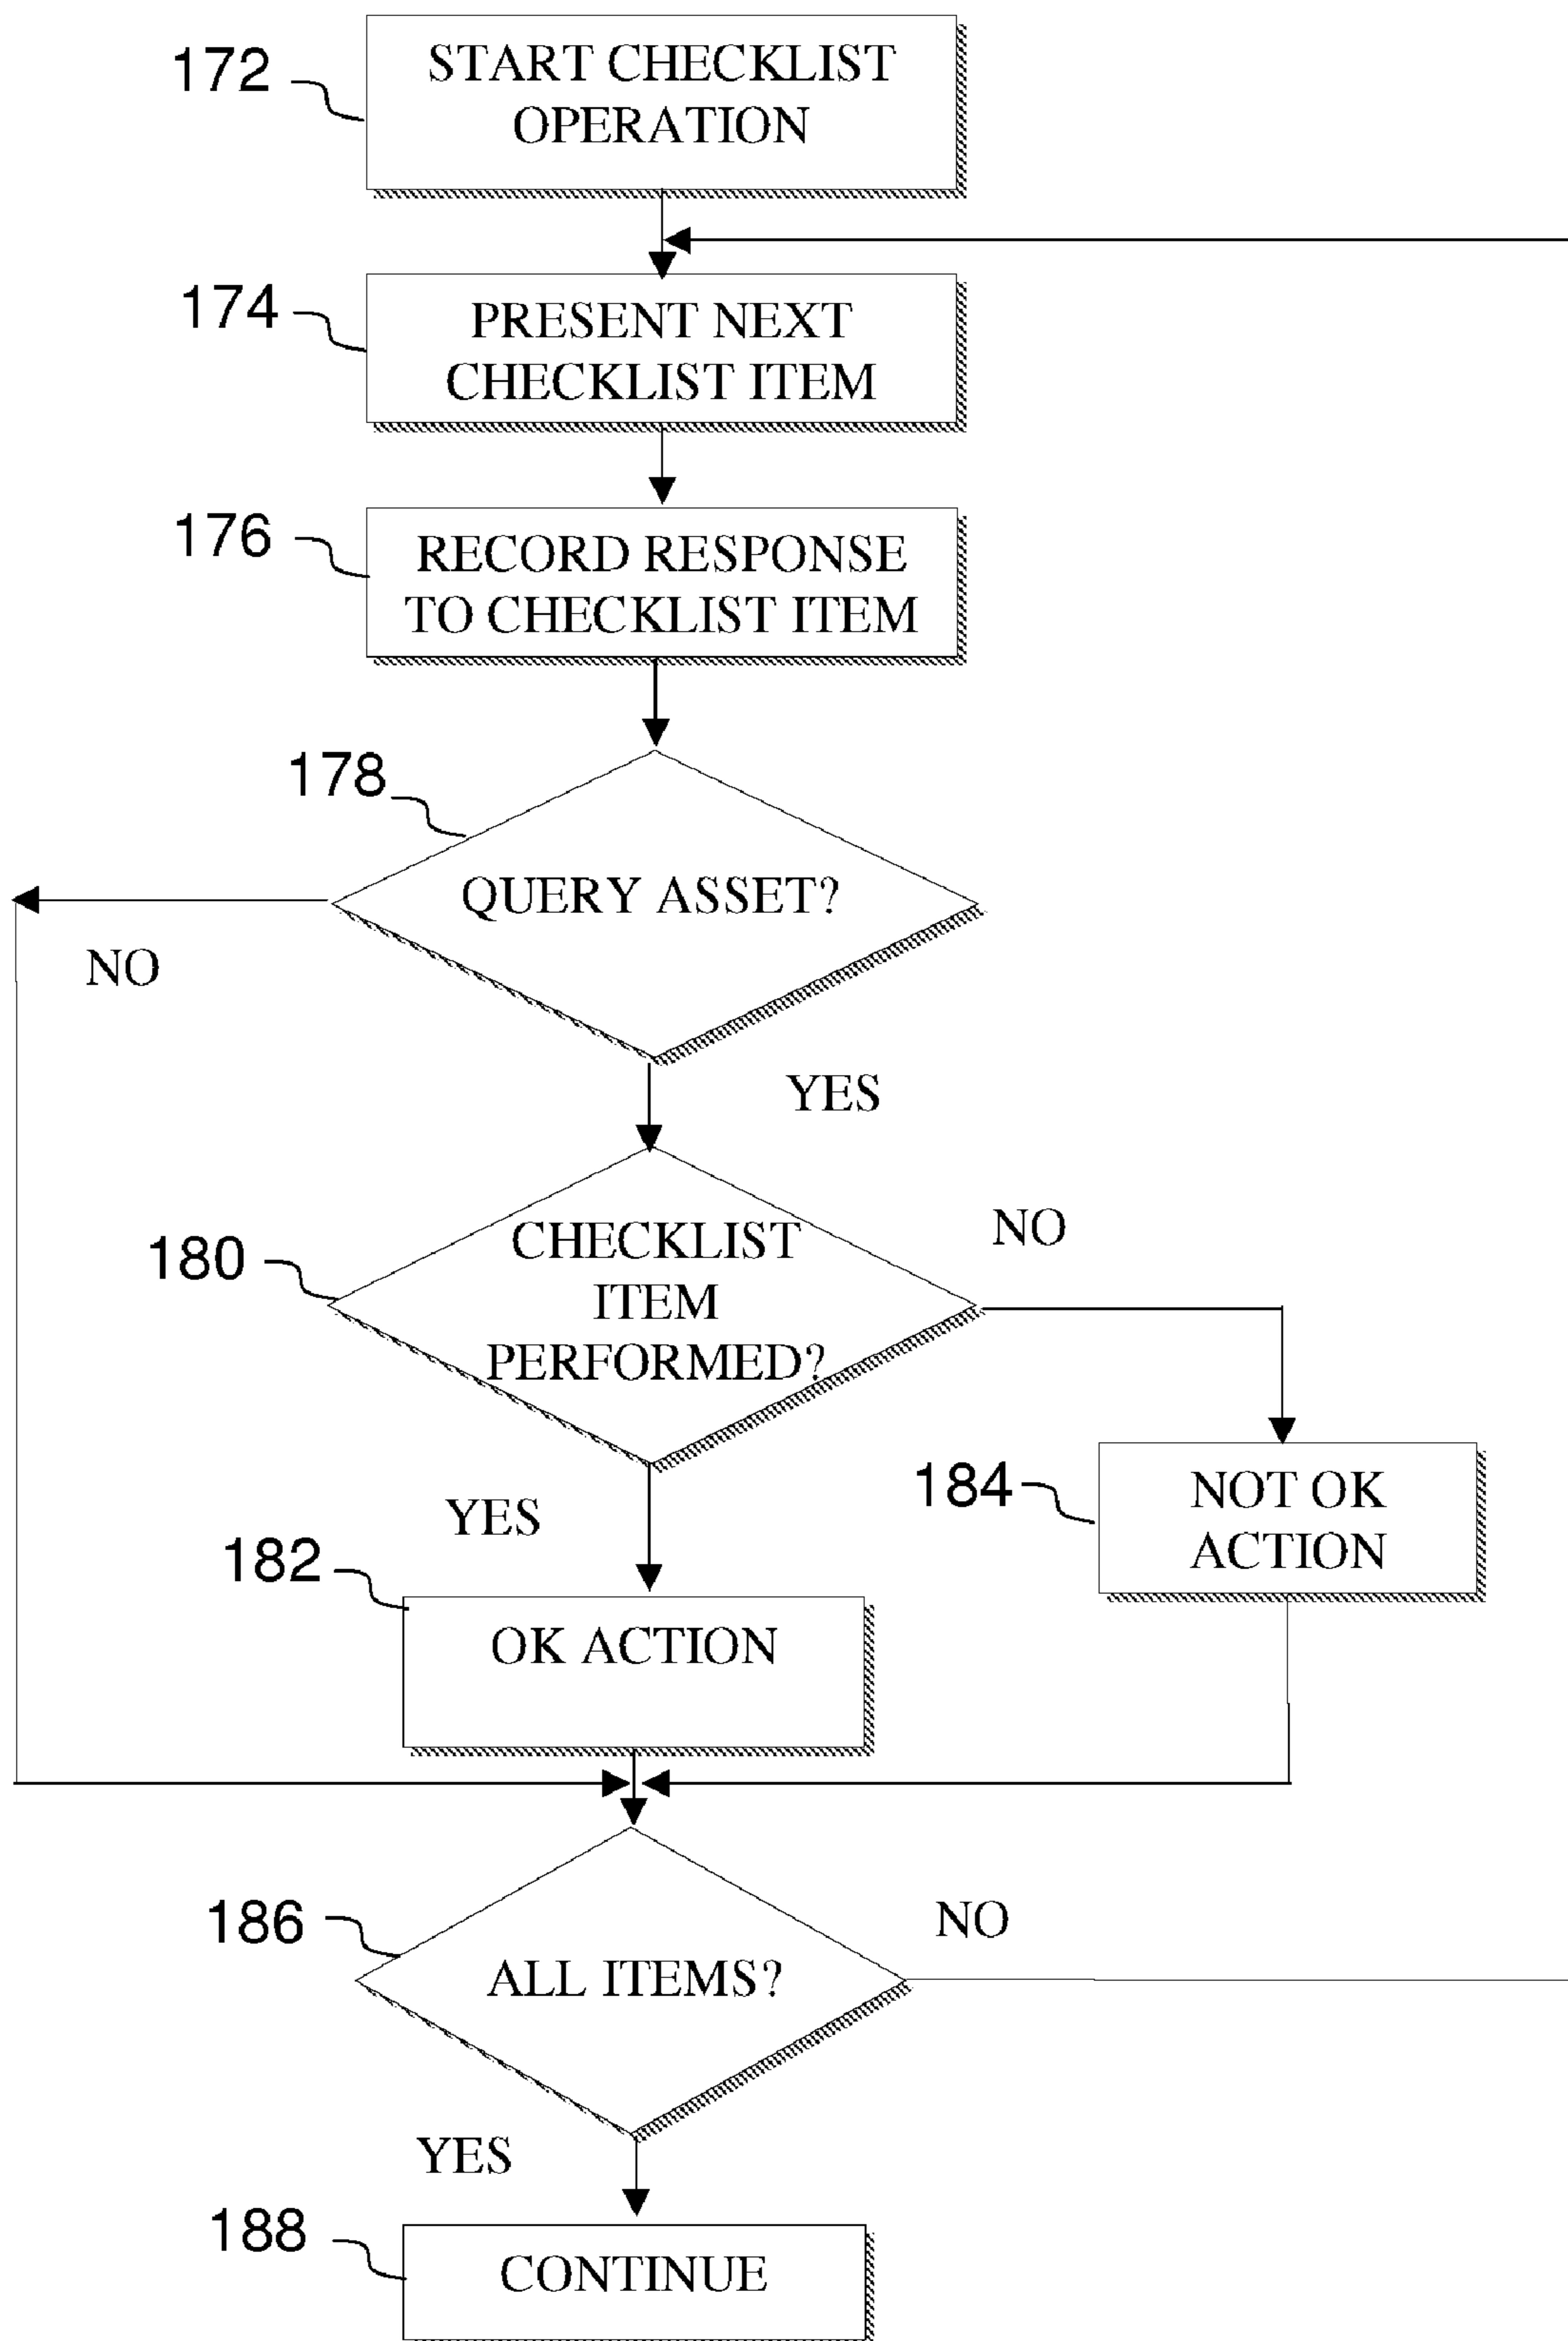 172
START CHECKLIST
OPERATION
174
PRESENT NEXT
CHECKLIST ITEM
176
RECORD RESPONSE
TO CHECKLIST ITEM
178
QUERY ASSET?
NO
YES
180
CHECKLIST
ITEM
PERFORMED?
NO
YES
184
NOT OK
ACTION
182
OK ACTION
186
ALL ITEMS?
NO
YES
188
CONTINUE